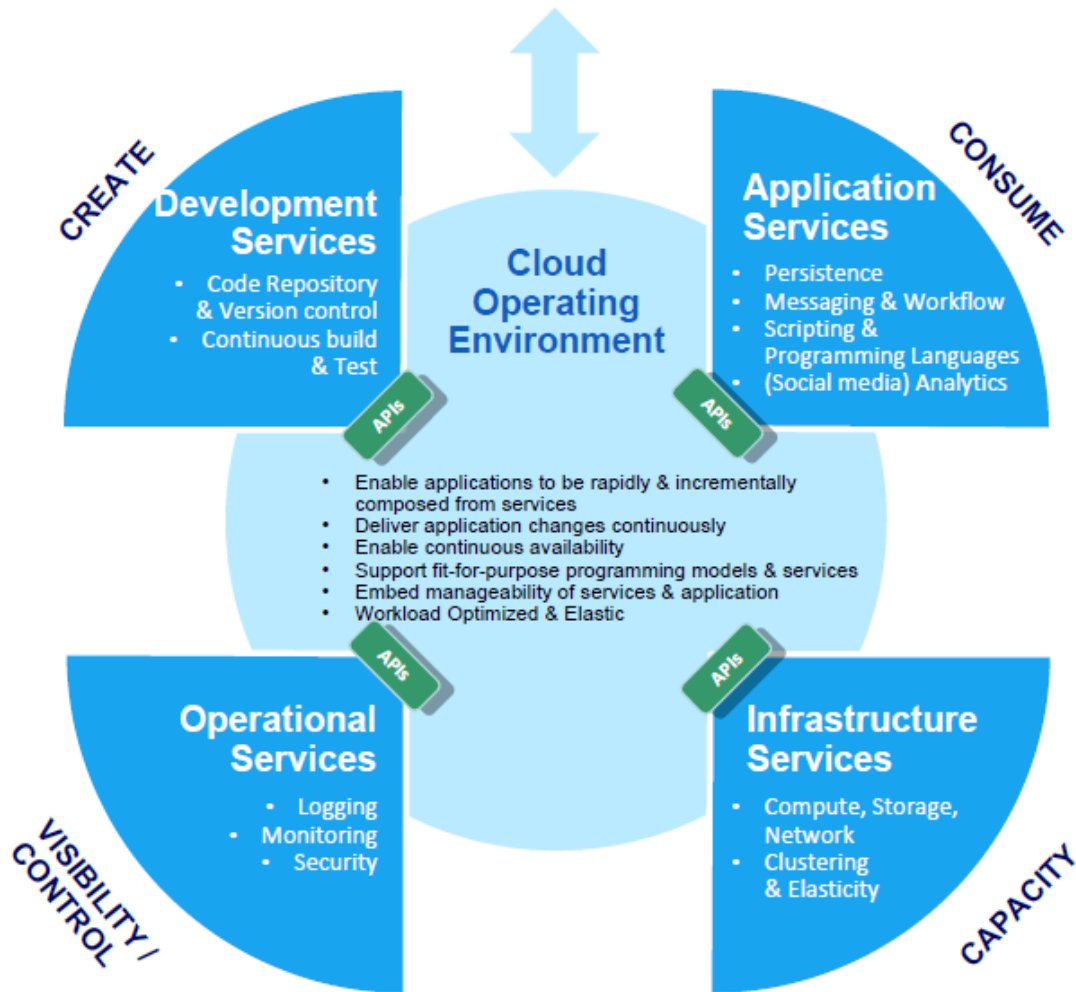 CREATE
Development
Services
• Code Repository
& Version control
• Continuous build
& Test
APIs
Cloud
Operating
Environment
CONSUME
Application
Services
• Persistence
• Messaging & Workflow
• Scripting &
Programming Languages
• (Social media) Analytics
APIs
• Enable applications to be rapidly & incrementally
composed from services
• Deliver application changes continuously
• Enable continuous availability
• Support fit-for-purpose programming models & services
• Embed manageability of services & application
• Workload Optimized & Elastic
APIs
Operational
Services
• Logging
• Monitoring
• Security
VISIBILITY /
CONTROL
APIs
Infrastructure
Services
• Compute, Storage,
Network
• Clustering
& Elasticity
CAPACITY